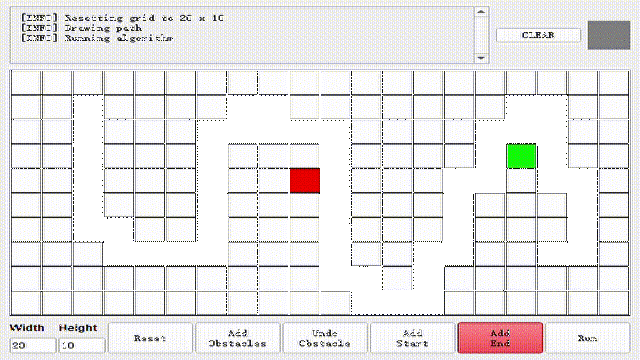 [INFO] Resetting grid to 20 x 10
[INFO] Drawing path
[INFO] Running algorithm
CLEAR
Width
Height
20
10
Reset
Add
Obstacles
Undo
Obstacle
Add
Start
Add
End
Run